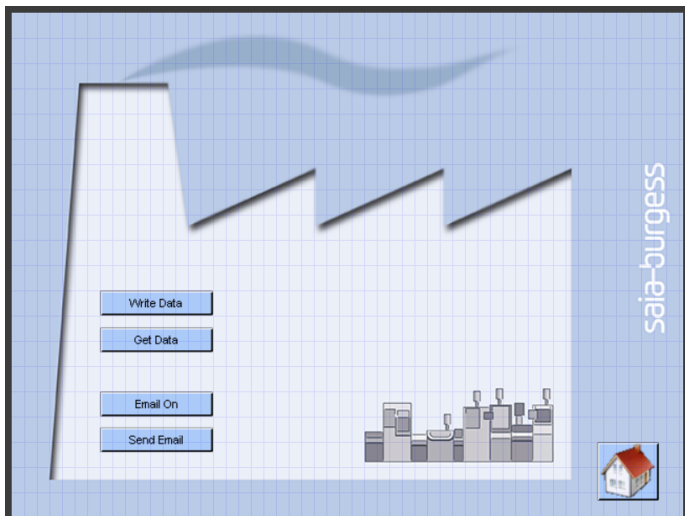 Write Data
Get Data
Email On
Send Email
saia-burgess